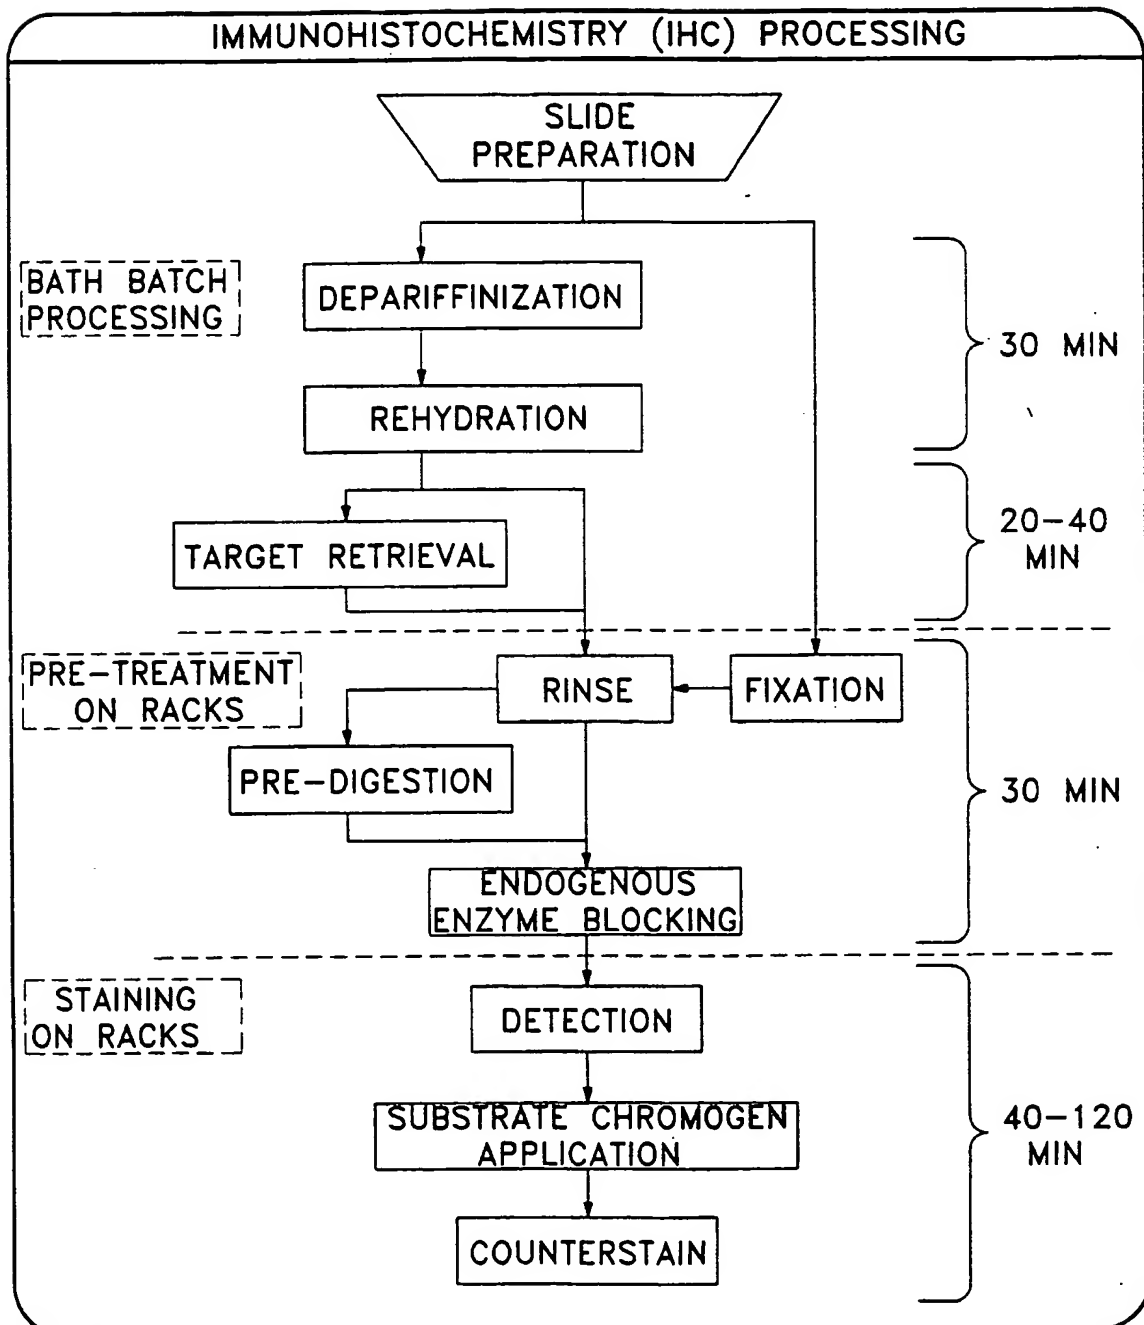 IMMUNOHISTOCHEMISTRY (IHC) PROCESSING
SLIDE
PREPARATION
BATH BATCH
PROCESSING
DEPARIFFINIZATION
30 MIN
REHYDRATION
TARGET RETRIEVAL
20-40
MIN
PRE-TREATMENT
ON RACKS
RINSE
FIXATION
PRE-DIGESTION
30 MIN
ENDOGENOUS
ENZYME BLOCKING
STAINING
ON RACKS
DETECTION
SUBSTRATE CHROMOGEN
APPLICATION
40-120
MIN
COUNTERSTAIN